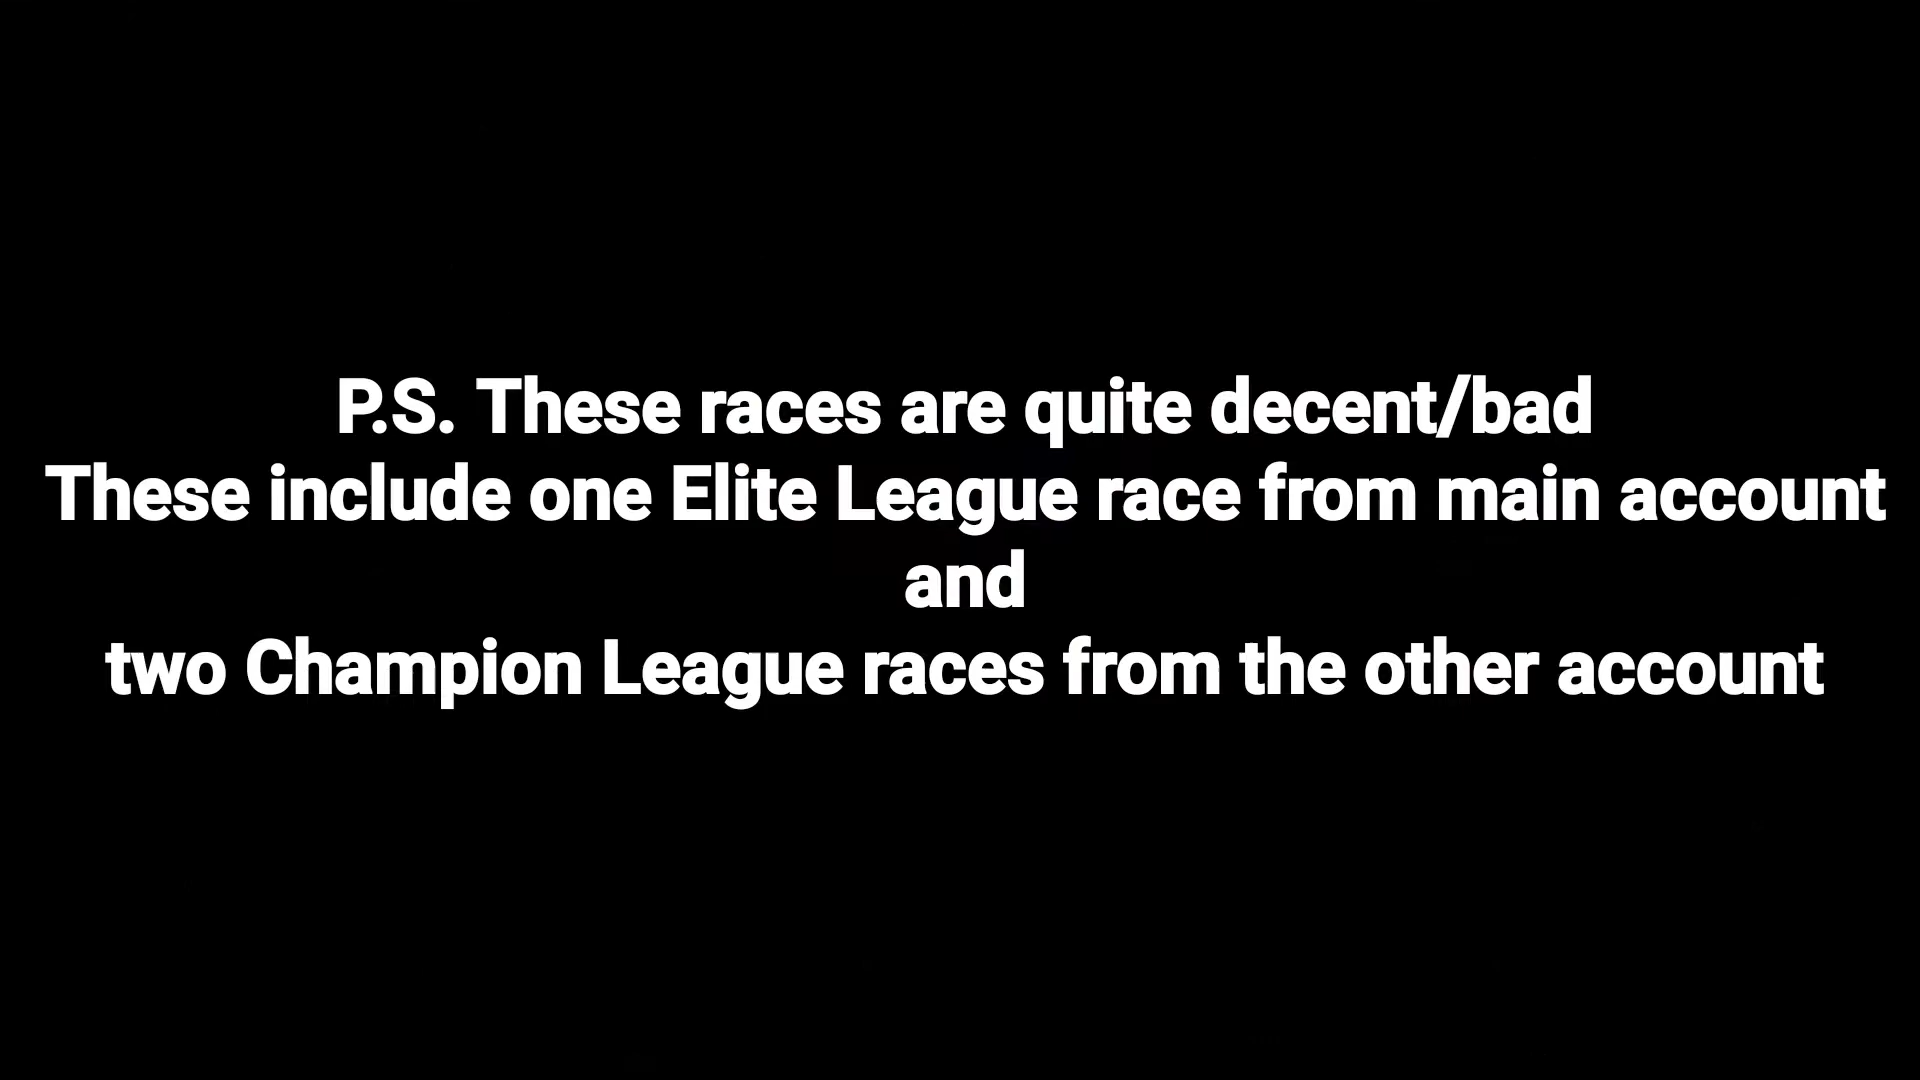 P.S. These races are quite decent/bad
These include one Elite League race from main account
and
two Champion League races from the other account